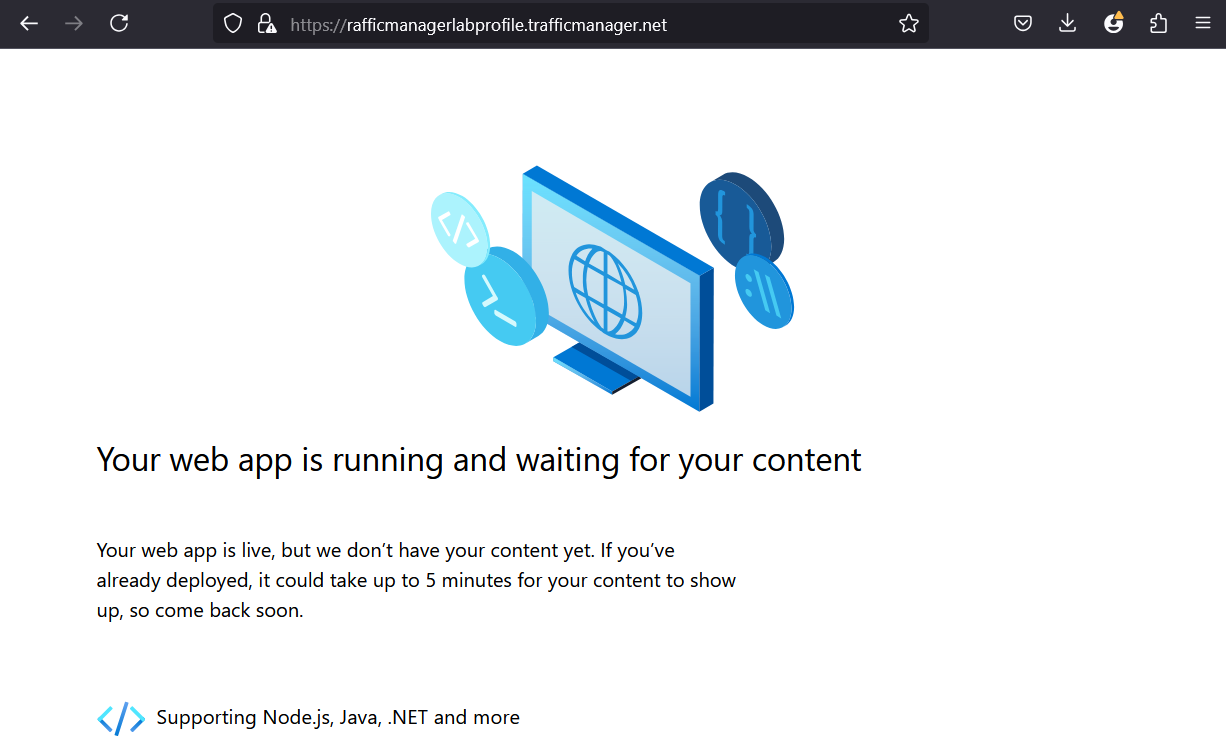 https://rafficmanagerlabprofile.trafficmanager.net
</>
>_
{ }
:\\
Your web app is running and waiting for your content
Your web app is live, but we don’t have your content yet. If you’ve
already deployed, it could take up to 5 minutes for your content to show
up, so come back soon.
</> Supporting Node.js, Java, .NET and more